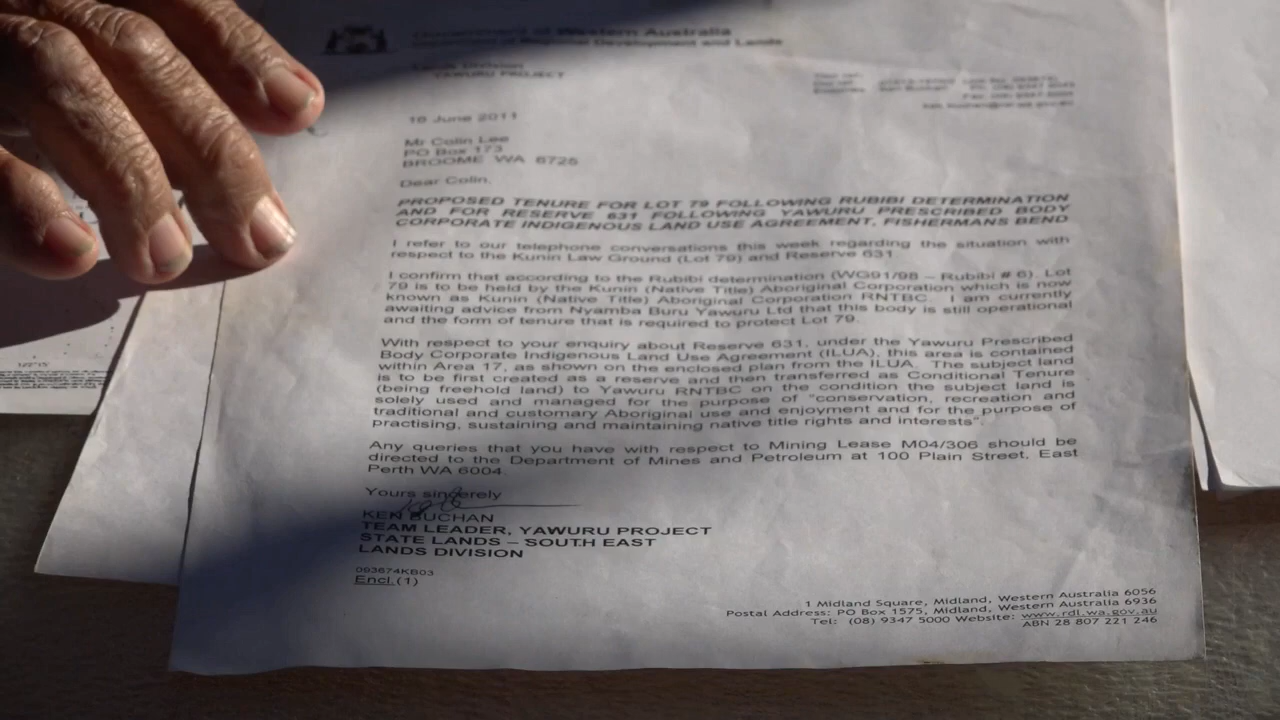 Government of Western Australia
Department of Regional Development and Lands
Lands Division
YAWURU PROJECT
Enquiries: Ken Buchan
16 June 2011
Mr Colin Lee
PO Box 173
BROOME WA 6725
Dear Colin,
PROPOSED TENURE FOR LOT 79 FOLLOWING RUBIBI DETERMINATION
AND FOR RESERVE 631 FOLLOWING YAWURU PRESCRIBED BODY
CORPORATE INDIGENOUS LAND USE AGREEMENT, FISHERMANS BEND
I refer to our telephone conversations this week regarding the situation with
respect to the Kunin Law Ground (Lot 79) and Reserve 631
I confirm that according to the Rubibi determination (WG91/98 – Rubibi # 6), Lot
79 is to be held by the Kunin (Native Title) Aboriginal Corporation which is now
known as Kunin (Native Title) Aboriginal Corporation RNTBC. I am currently
awaiting advice from Nyamba Buru Yawuru Ltd that this body is still operational
and the form of tenure that is required to protect Lot 79.
With respect to your enquiry about Reserve 631, under the Yawuru Prescribed
Body Corporate Indigenous Land Use Agreement (ILUA), this area is contained
within Area 17, as shown on the enclosed plan from the ILUA. The subject land
is to be first created as a reserve and then transferred as Conditional Tenure
(being freehold land) to Yawuru RNTBC on the condition the subject land is
solely used and managed for the purpose of "conservation, recreation and
traditional and customary Aboriginal use and enjoyment and for the purpose of
practising, sustaining and maintaining native title rights and interests".
Any queries that you have with respect to Mining Lease M04/306 should be
directed to the Department of Mines and Petroleum at 100 Plain Street, East
Perth WA 6004
Yours sincerely
KEN BUCHAN
TEAM LEADER, YAWURU PROJECT
STATE LANDS – SOUTH EAST
LANDS DIVISION
093674KB03
Encl.(1)
1 Midland Square, Midland, Western Australia 6056
Postal Address: PO Box 1575, Midland, Western Australia 6936
Tel: (08) 9347 5000 Website: www.rdl.wa.gov.au
ABN 28 807 221 246